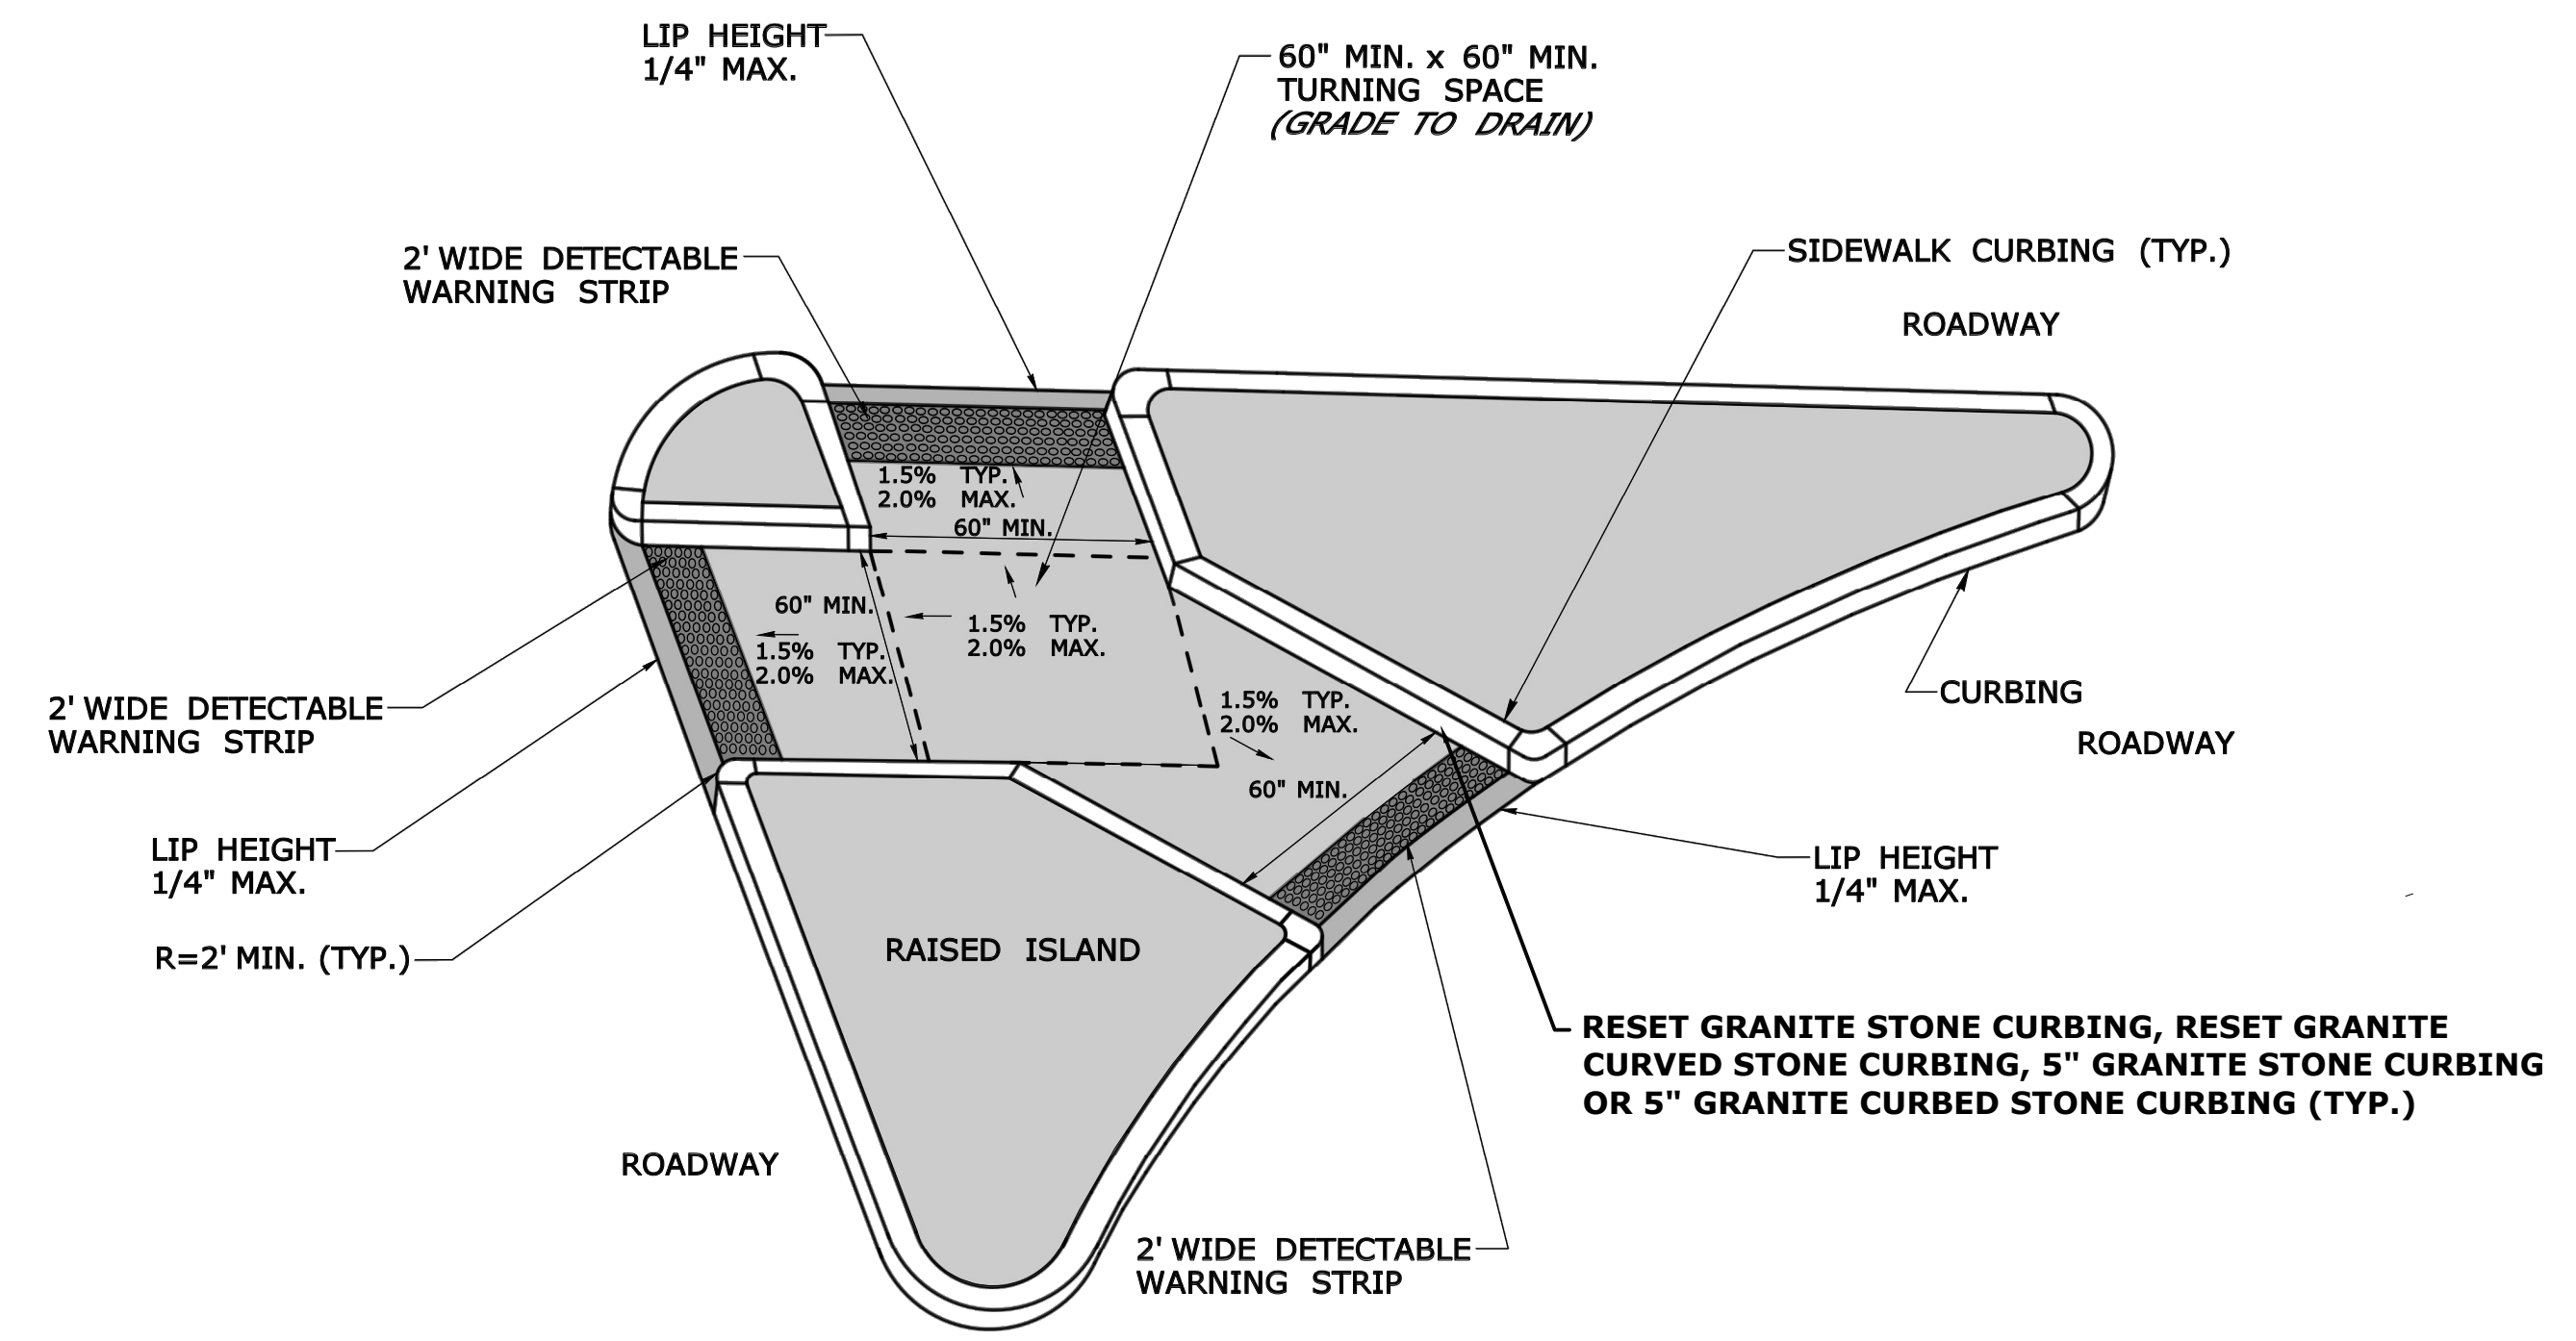 LIP HEIGHT
1/4" MAX.
60" MIN. x 60" MIN.
TURNING SPACE
(GRADE TO DRAIN)
2' WIDE DETECTABLE
WARNING STRIP
SIDEWALK CURBING (TYP.)
ROADWAY
1.5% TYP.
2.0% MAX.
60" MIN.
60" MIN.
1.5% TYP.
2.0% MAX.
1.5% TYP.
2.0% MAX.
1.5% TYP.
2.0% MAX.
60" MIN.
CURBING
ROADWAY
2' WIDE DETECTABLE
WARNING STRIP
LIP HEIGHT
1/4" MAX.
LIP HEIGHT
1/4" MAX.
R=2' MIN. (TYP.)
RAISED ISLAND
RESET GRANITE STONE CURBING, RESET GRANITE
CURVED STONE CURBING, 5" GRANITE STONE CURBING
OR 5" GRANITE CURBED STONE CURBING (TYP.)
ROADWAY
2' WIDE DETECTABLE
WARNING STRIP